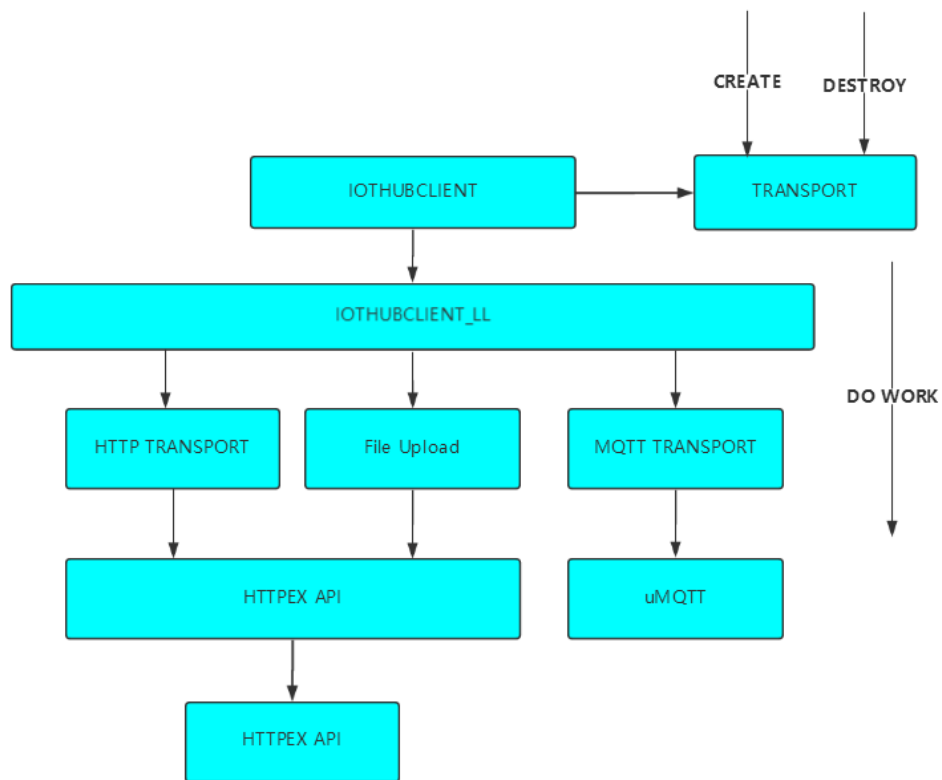 CREATE
DESTROY
IOTHUBCLIENT
TRANSPORT
IOTHUBCLIENT_LL
DO WORK
HTTP TRANSPORT
File Upload
MQTT TRANSPORT
HTTPEX API
uMQTT
HTTPEX API